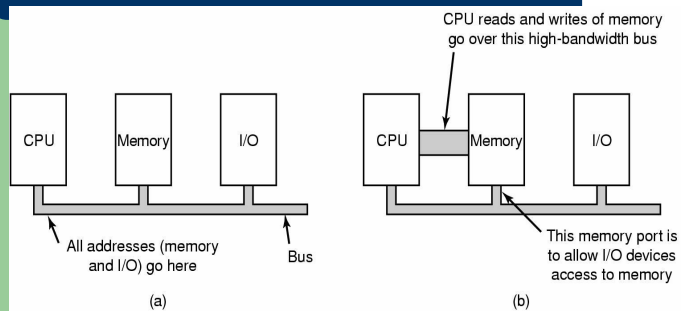 CPU reads and writes of memory
go over this high-bandwidth bus
CPU
Memory
I/O
CPU
Memory
I/O
All addresses (memory
and I/O) go here
Bus
This memory port is
to allow I/O devices
access to memory
(a)
(b)